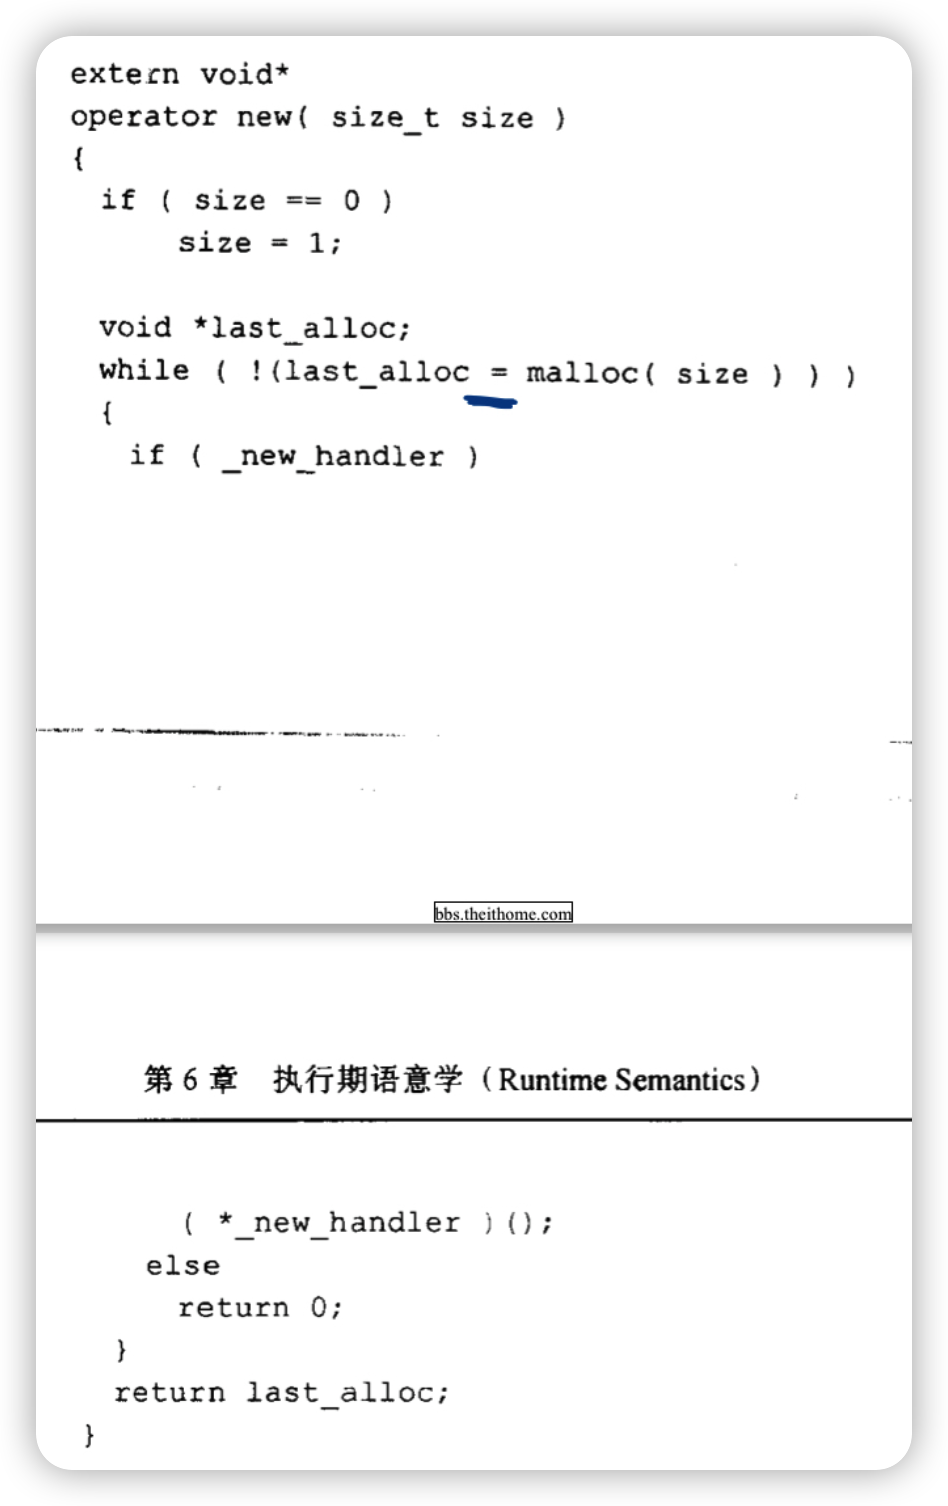 extern void*
operator new( size_t size )
{
if ( size == 0 )
size = 1;
void *last_alloc;
while ( !(last_alloc = malloc( size ) ) )
{
if ( _new_handler )
bbs.theithome.com
第 6 章 执行期语意学（Runtime Semantics）
( *_new_handler )();
else
return 0;
}
return last_alloc;
}